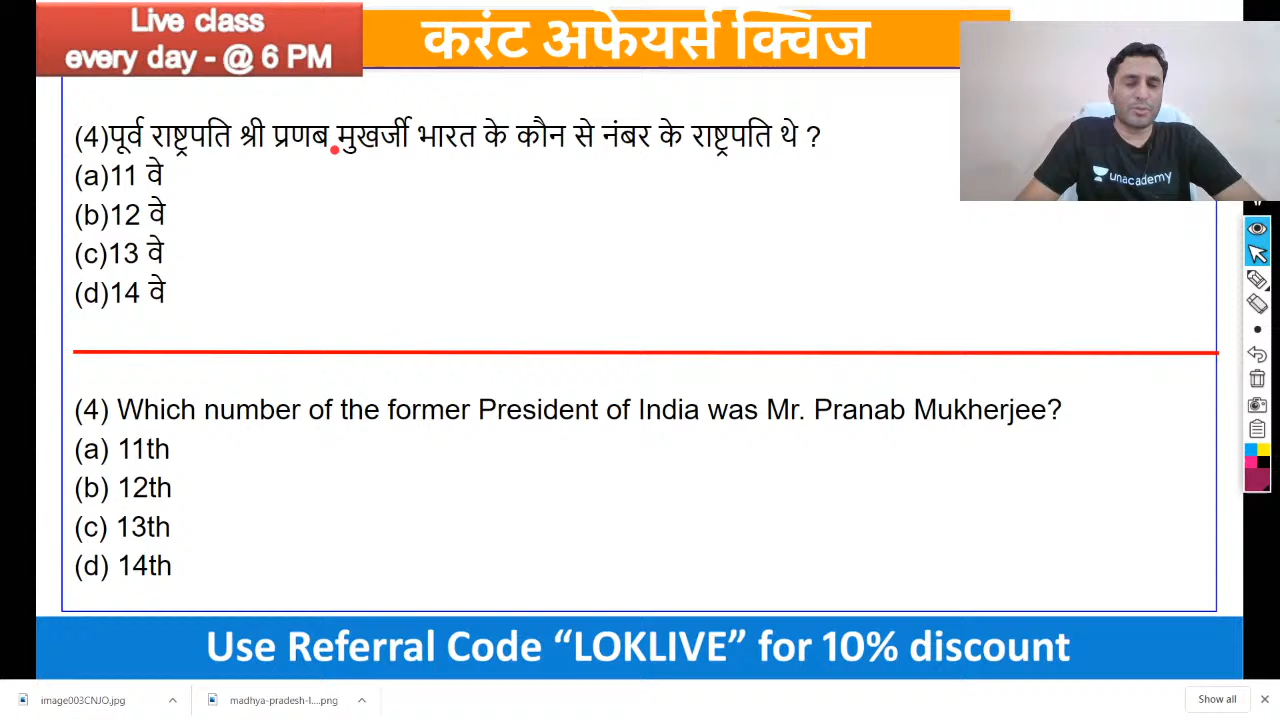 Live class
every day - @ 6 PM
करंट अफेयर्स क्विज
unacademy
(4)पूर्व राष्ट्रपति श्री प्रणब मुखर्जी भारत के कौन से नंबर के राष्ट्रपति थे ?
(a)11 वे
(b)12 वे
(c)13 वे
(d)14 वे
(4) Which number of the former President of India was Mr. Pranab Mukherjee?
(a) 11th
(b) 12th
(c) 13th
(d) 14th
Use Referral Code “LOKLIVE” for 10% discount
image003CNJO.jpg
madhya-pradesh-l....png
Show all